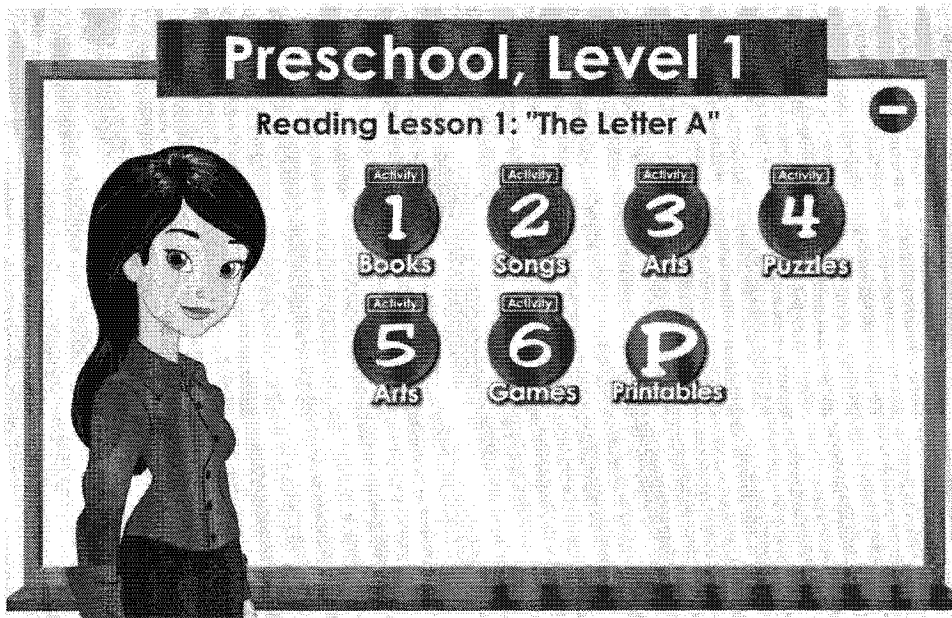 Preschool, Level 1
Reading Lesson 1: "The Letter A"
Activity Activity Activity Activity
1 2 3 4
Books Songs Arts Puzzles
Activity Activity
5 6 P
Arts Games Printables